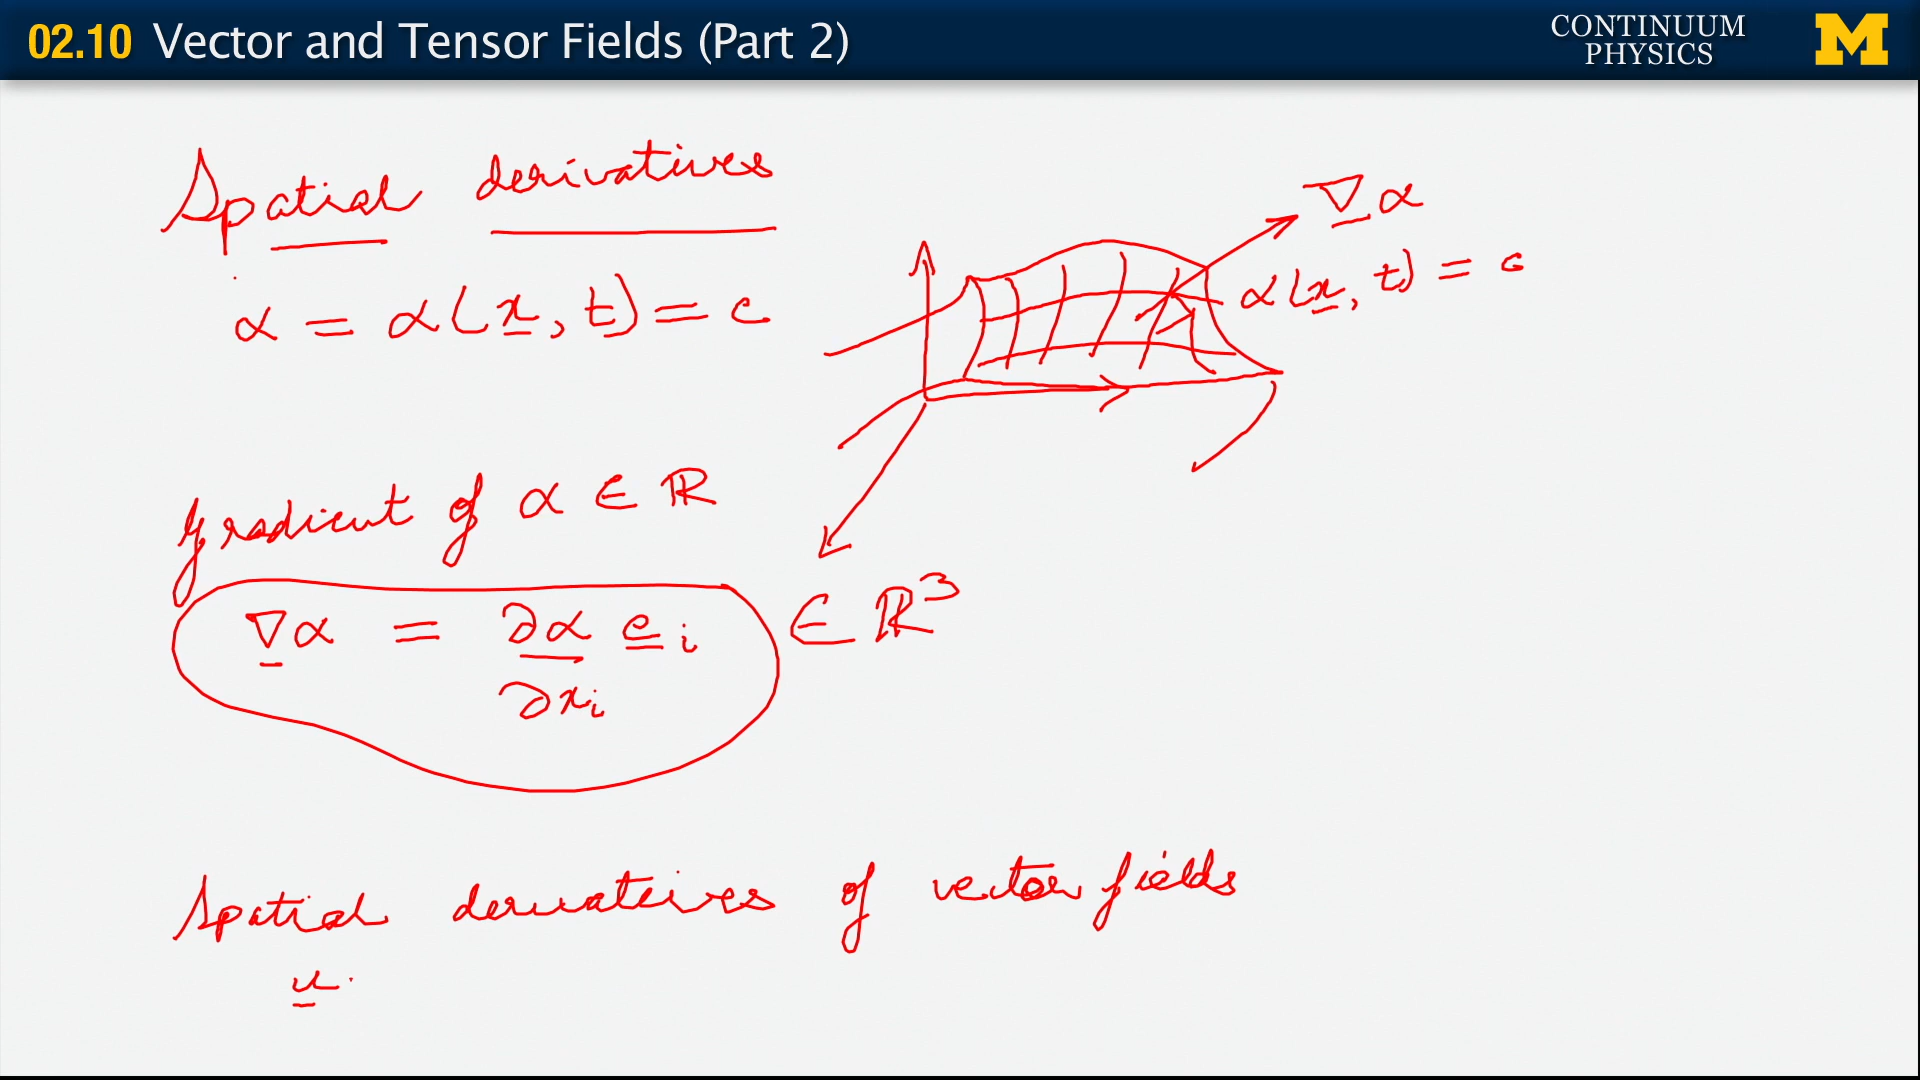 02.10 Vector and Tensor Fields (Part 2)
CONTINUUM
PHYSICS
M
Spatial derivatives
α = α(x, t) = c
∇α
α(x, t) = c
Gradient of α ∈ ℝ
∇α = ∂α/∂xᵢ eᵢ ∈ ℝ³
Spatial derivatives of vector fields
u